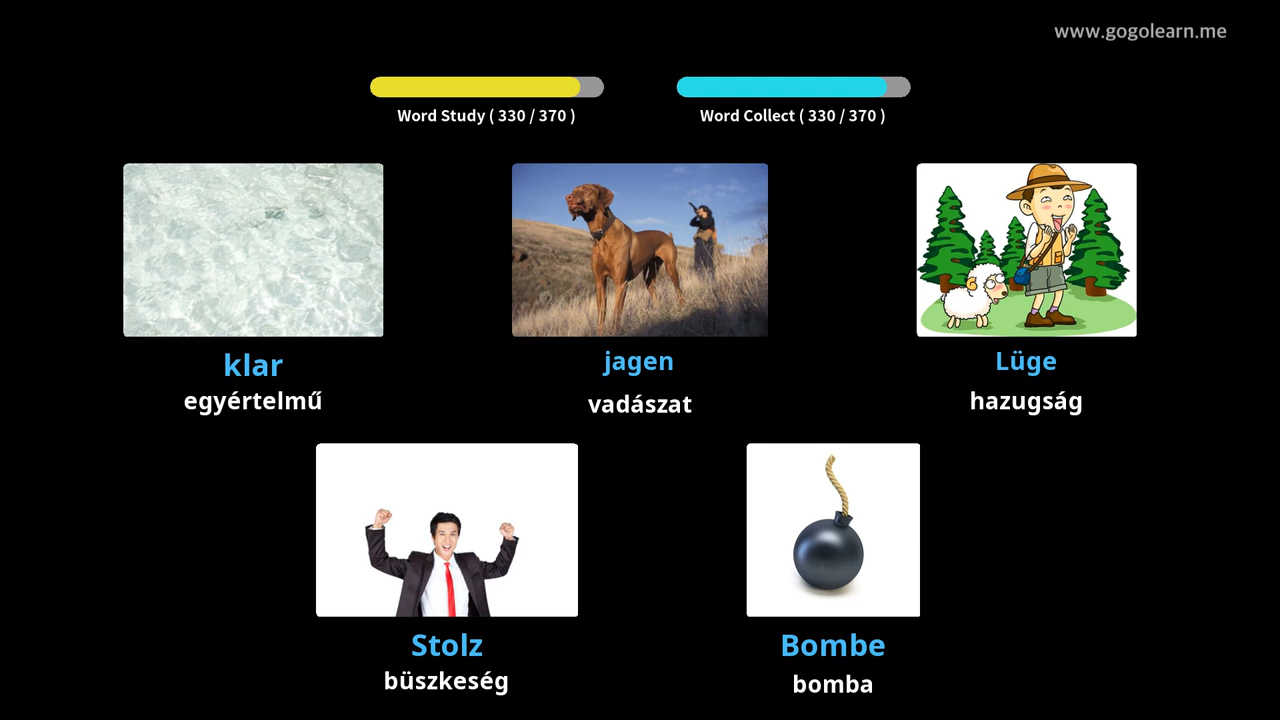 www.gogolearn.me
Word Study ( 330 / 370 )
Word Collect ( 330 / 370 )
klar
egyértelmű
jagen
vadászat
Lüge
hazugság
Stolz
büszkeség
Bombe
bomba